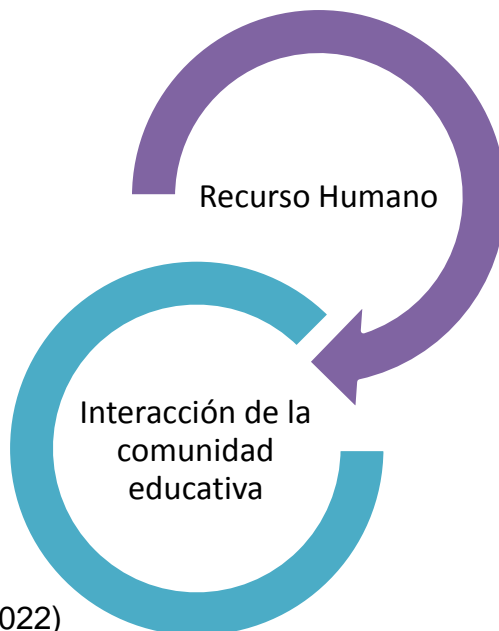 Recurso Humano
Interacción de la
comunidad
educativa
022)